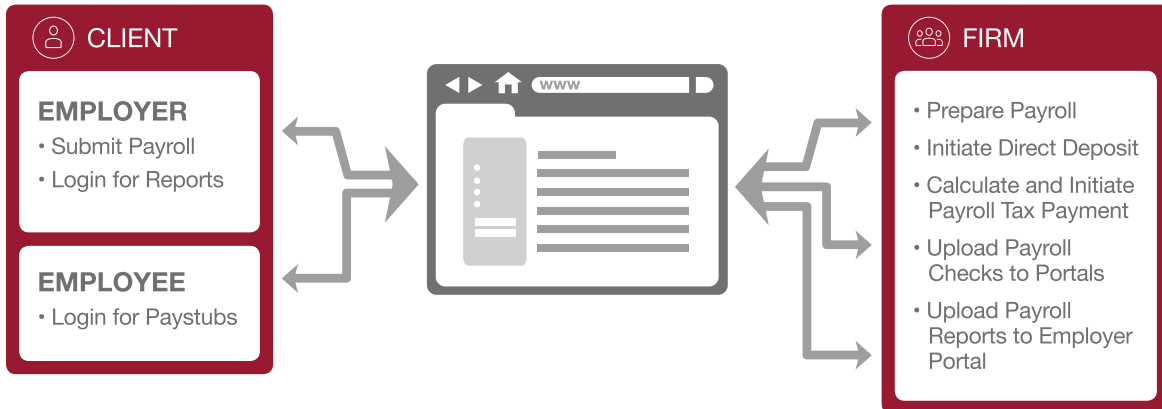 CLIENT
EMPLOYER
• Submit Payroll
• Login for Reports
EMPLOYEE
• Login for Paystubs
www
FIRM
• Prepare Payroll
• Initiate Direct Deposit
• Calculate and Initiate
Payroll Tax Payment
• Upload Payroll
Checks to Portals
• Upload Payroll
Reports to Employer
Portal